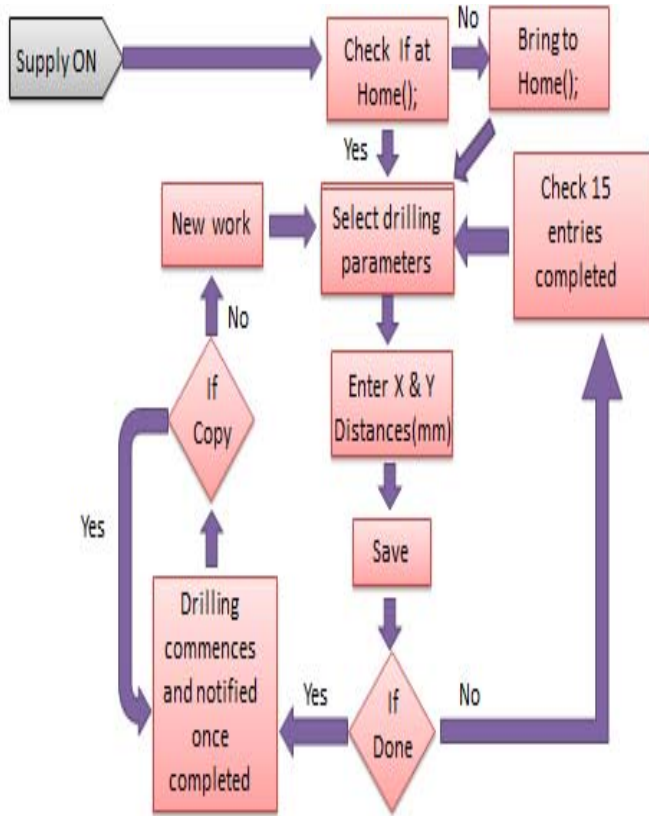 Supply ON
Check If at
Home();
No
Bring to
Home();
Yes
New work
Select drilling
parameters
Check 15
entries
completed
No
If
Copy
Enter X & Y
Distances(mm)
Yes
Save
Drilling
commences
and notified
once
completed
Yes
If
Done
No